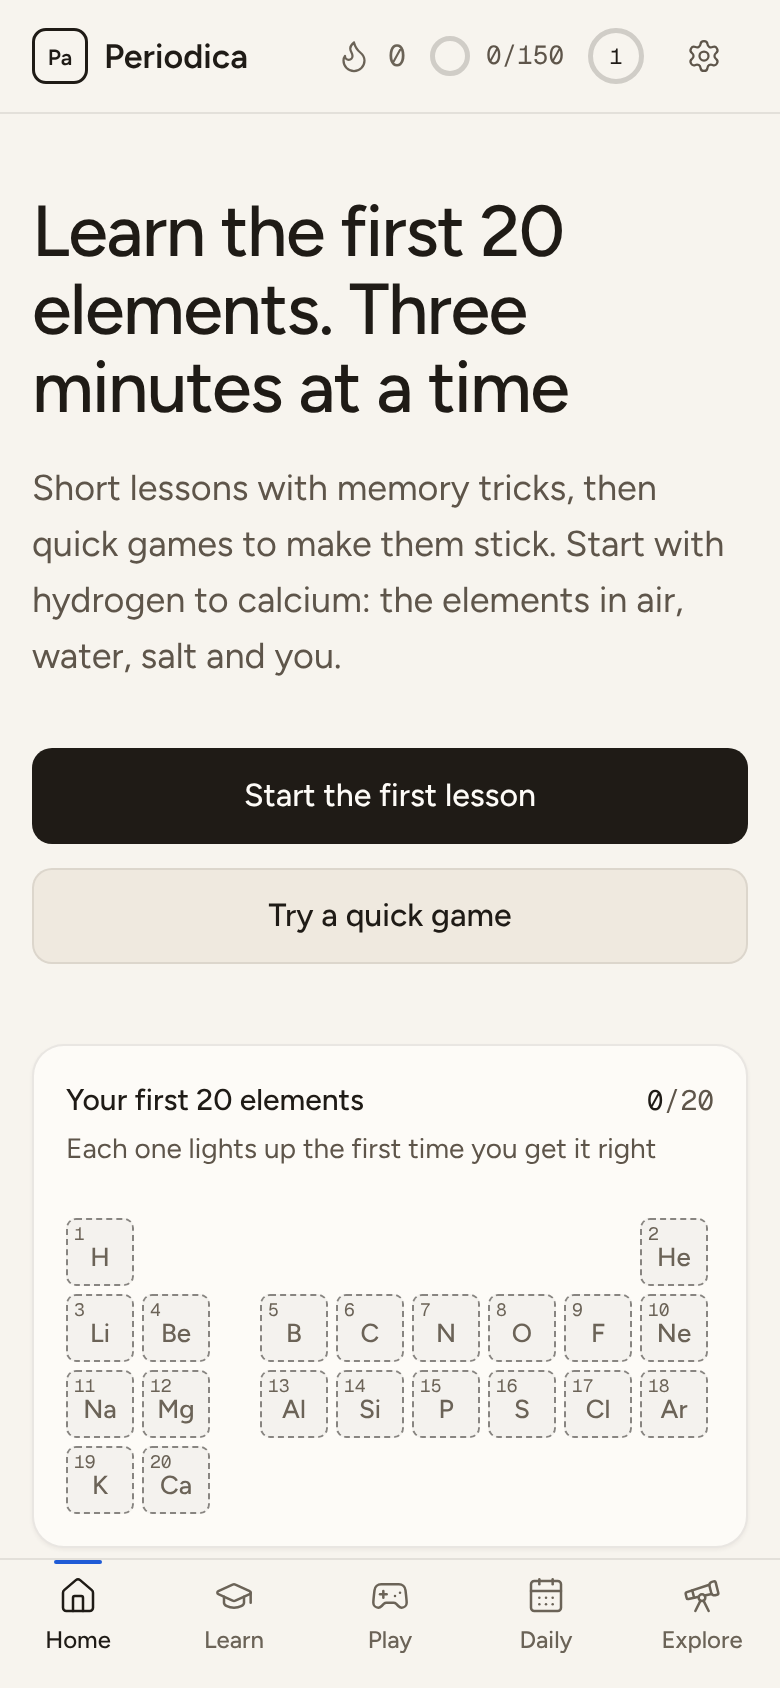 Pa Periodica 0 0/150 1
Learn the first 20
elements. Three
minutes at a time
Short lessons with memory tricks, then
quick games to make them stick. Start with
hydrogen to calcium: the elements in air,
water, salt and you.
Start the first lesson
Try a quick game
Your first 20 elements 0/20
Each one lights up the first time you get it right
1 2
H He
3 4 5 6 7 8 9 10
Li Be B C N O F Ne
11 12 13 14 15 16 17 18
Na Mg Al Si P S Cl Ar
19 20
K Ca
Home Learn Play Daily Explore